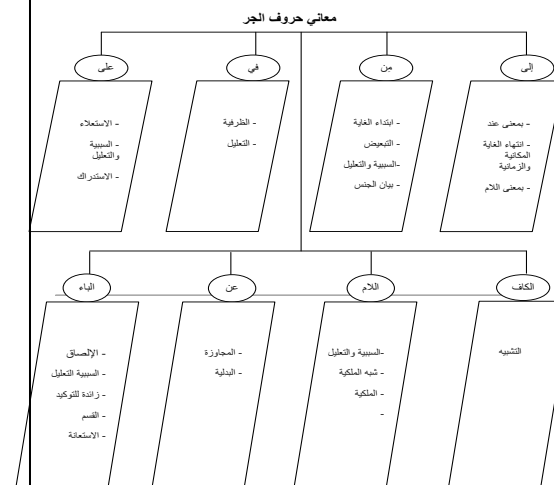 معاني حروف الجر
إلى
من
في
على
- بمعنى عند
- انتهاء الغاية
المكانية
والزمانية
- بمعنى اللام
- ابتداء الغاية
- التبعيض
-السببية والتعليل
- بيان الجنس
- الظرفية
- التعليل
- الاستعلاء
- السببية
والتعليل
- الاستدراك
الكاف
اللام
عن
الباء
التشبيه
-السببية والتعليل
- شبه الملكية
- الملكية
-
- المجاوزة
- البدلية
- الإلصاق
- السببية التعليل
- زائدة للتوكيد
- القسم
- الاستعانة